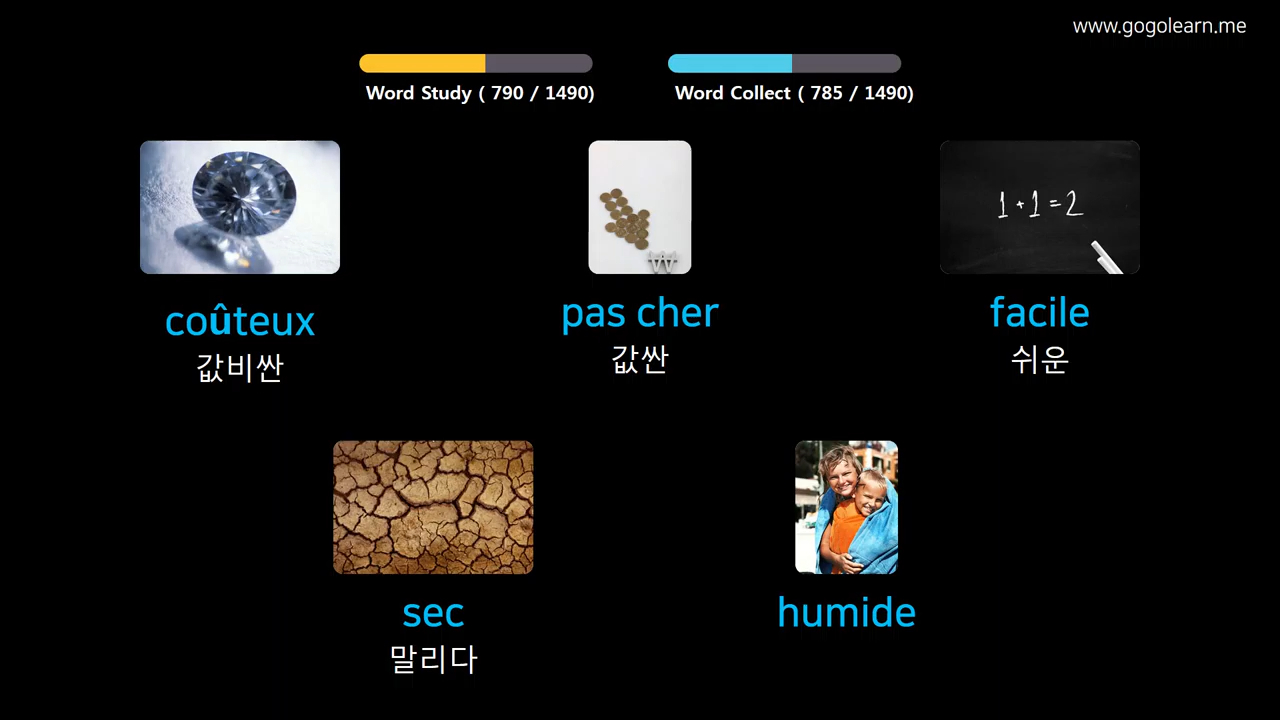 www.gogolearn.me
Word Study ( 790 / 1490)
Word Collect ( 785 / 1490)
1+1=2
coûteux
값비싼
pas cher
값싼
facile
쉬운
sec
말리다
humide